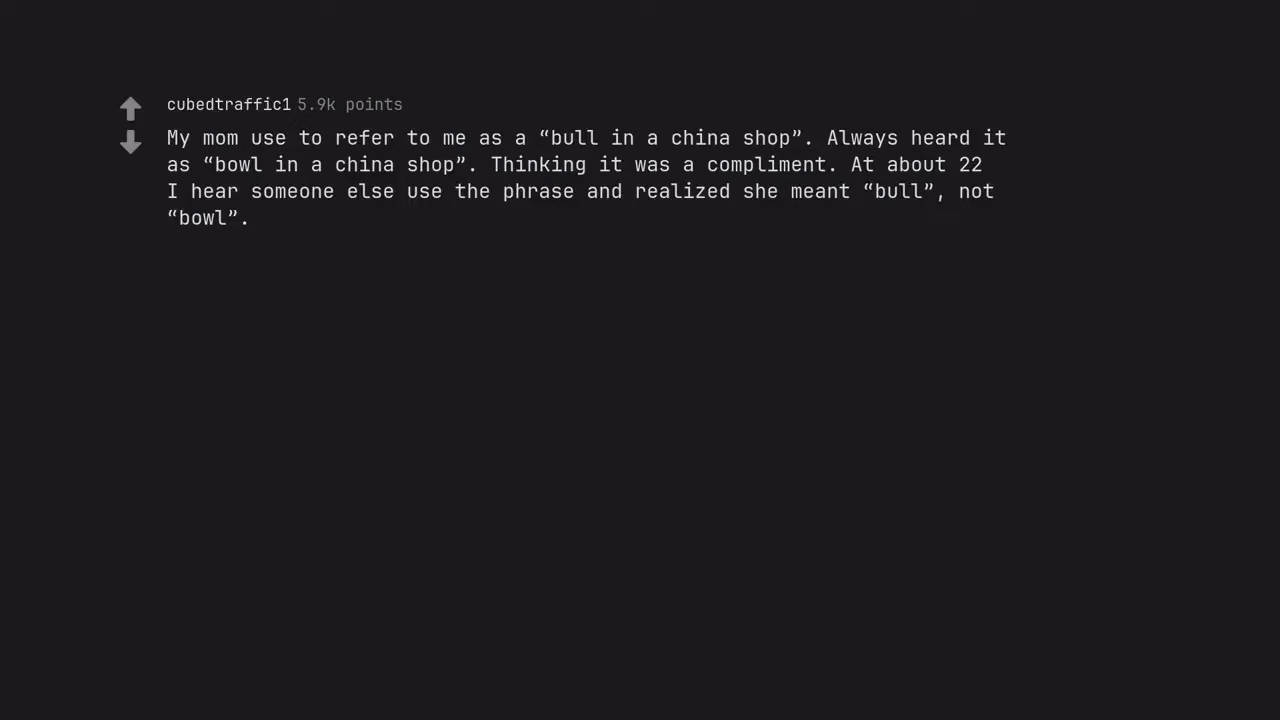 cubedtraffic1 5.9k points
My mom use to refer to me as a “bull in a china shop”. Always heard it
as “bowl in a china shop”. Thinking it was a compliment. At about 22
I hear someone else use the phrase and realized she meant “bull”, not
“bowl”.